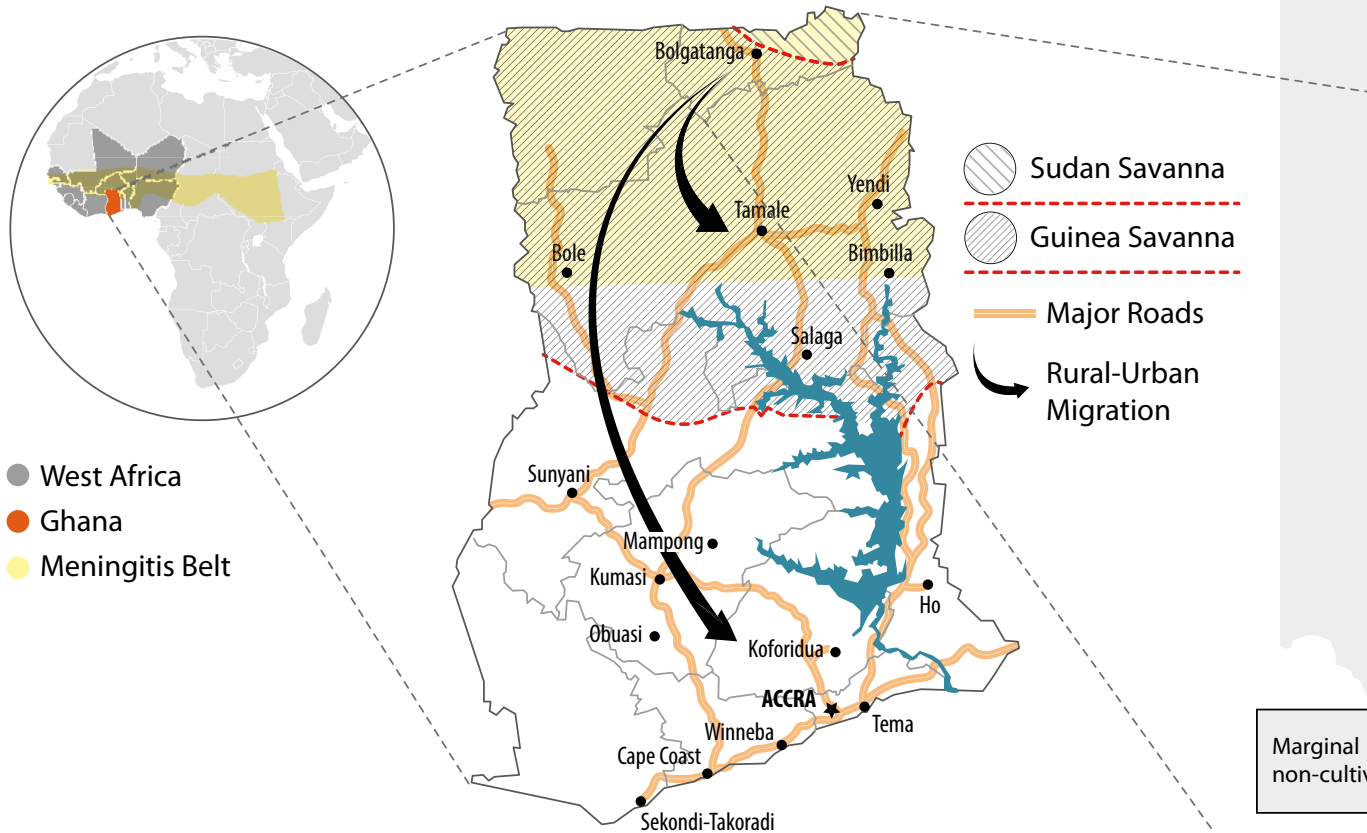 Bolgatanga
Yendi
Tamale
Bole
Bimbilla
Salaga
Sunyani
Mampong
Kumasi
Ho
Obuasi
Koforidua
ACCRA
Tema
Winneba
Cape Coast
Sekondi-Takoradi
West Africa
Ghana
Meningitis Belt
Sudan Savanna
Guinea Savanna
Major Roads
Rural-Urban
Migration
Marginal